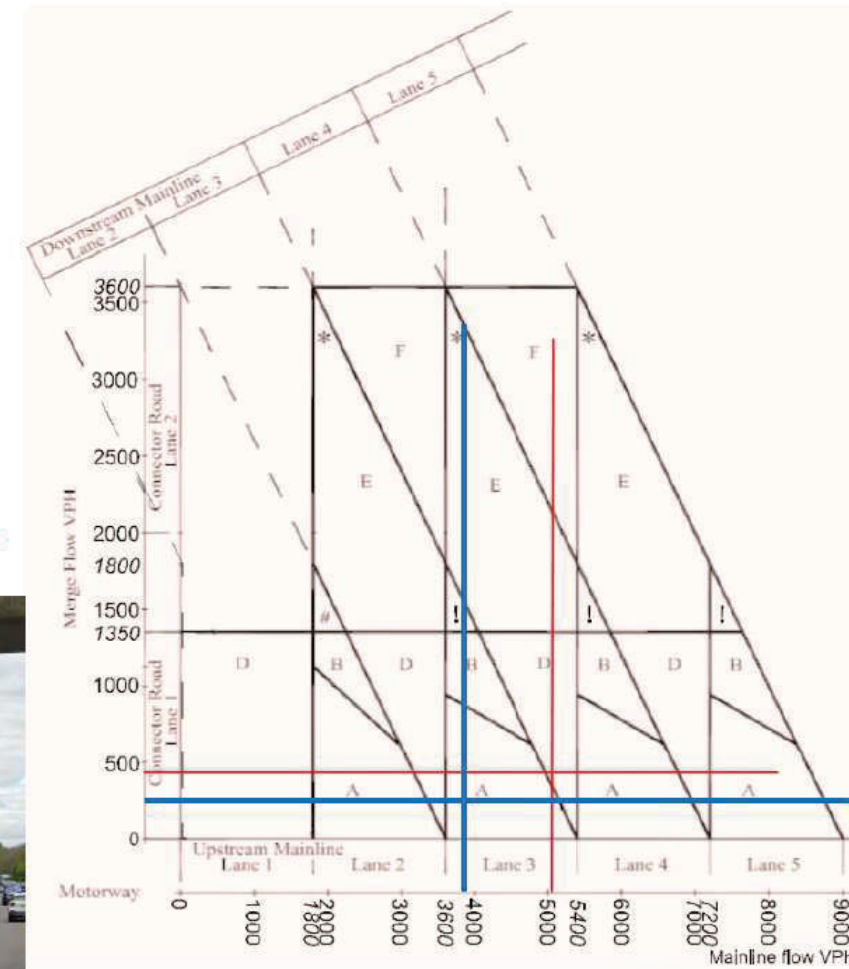 Lane 5
Lane 4
Downstream Mainline
Lane 2
Lane 3
3600
3500
3000
2500
2000
1800
1500
1350
1000
500
0
Merge Flow VPH
Connector Road
Lane 2
Connector Road
Lane 1
*
*
*
F
F
E
E
E
#
!
!
!
D
B
D
B
D
B
D
B
A
A
A
A
Upstream Mainline
Lane 1
Lane 2
Lane 3
Lane 4
Lane 5
Motorway
0
1000
1800
2000
3000
3600
4000
5000
5400
6000
7000
7200
8000
9000
Mainline flow VPH